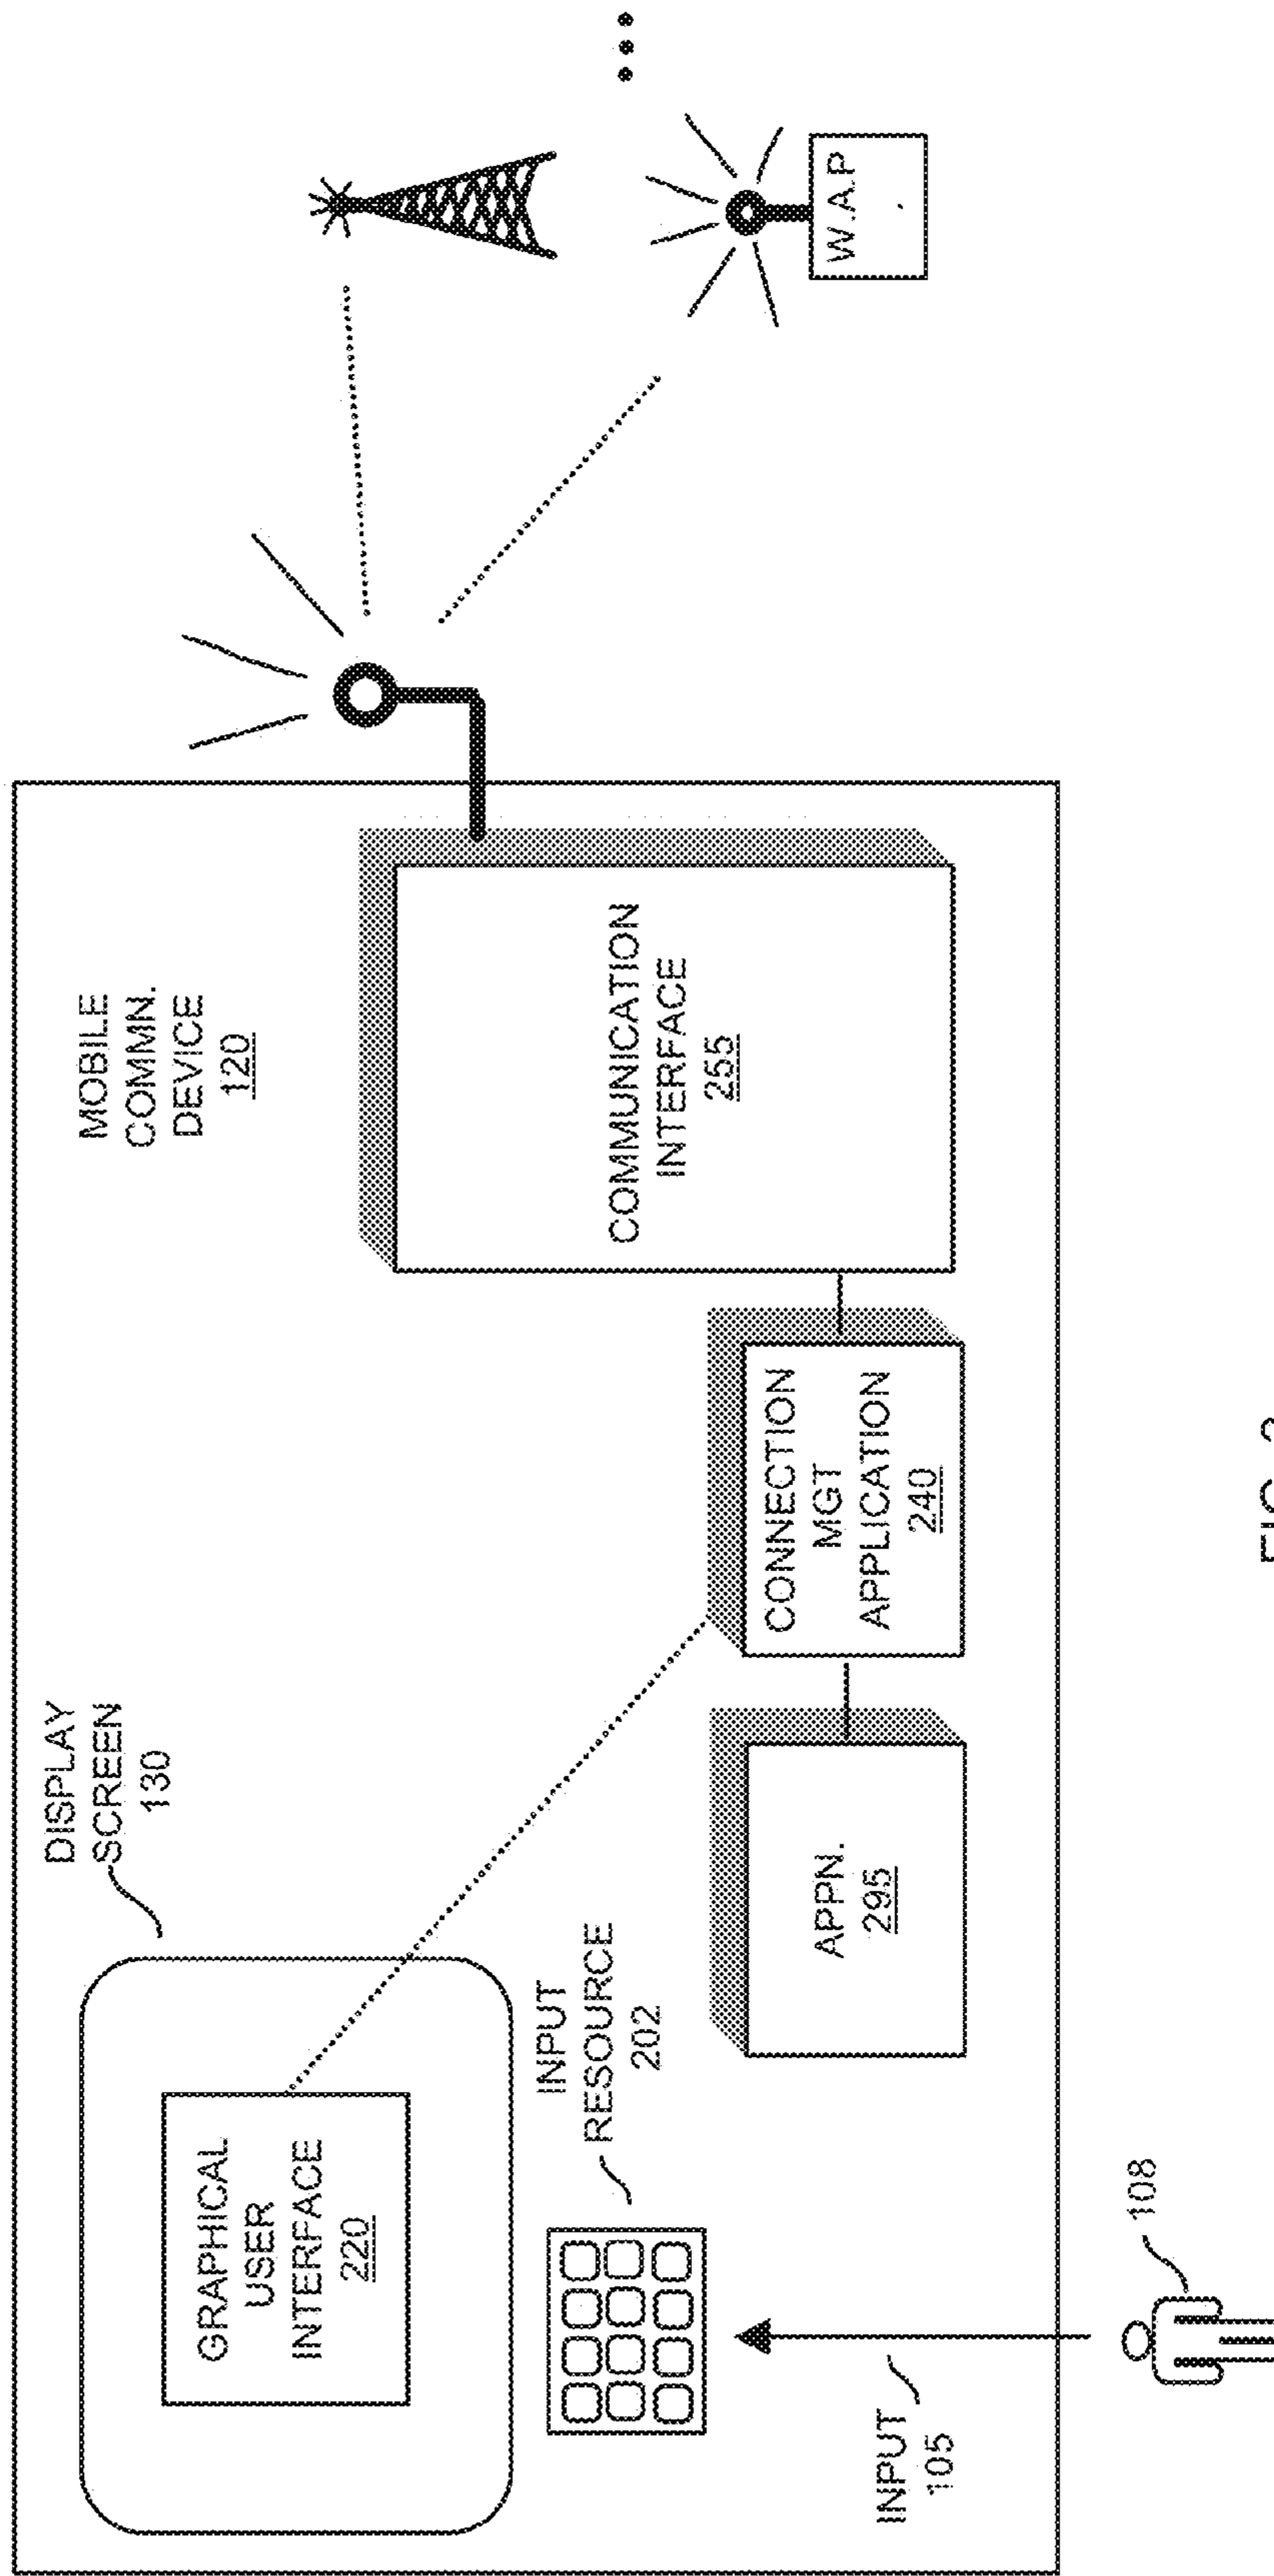 DISPLAY
SCREEN
130
MOBILE
COMMN.
DEVICE
120
GRAPHICAL
USER
INTERFACE
220
INPUT
RESOURCE
202
COMMUNICATION
INTERFACE
255
CONNECTION
MGT
APPLICATION
240
APPN.
295
W.A.P
INPUT
105
108